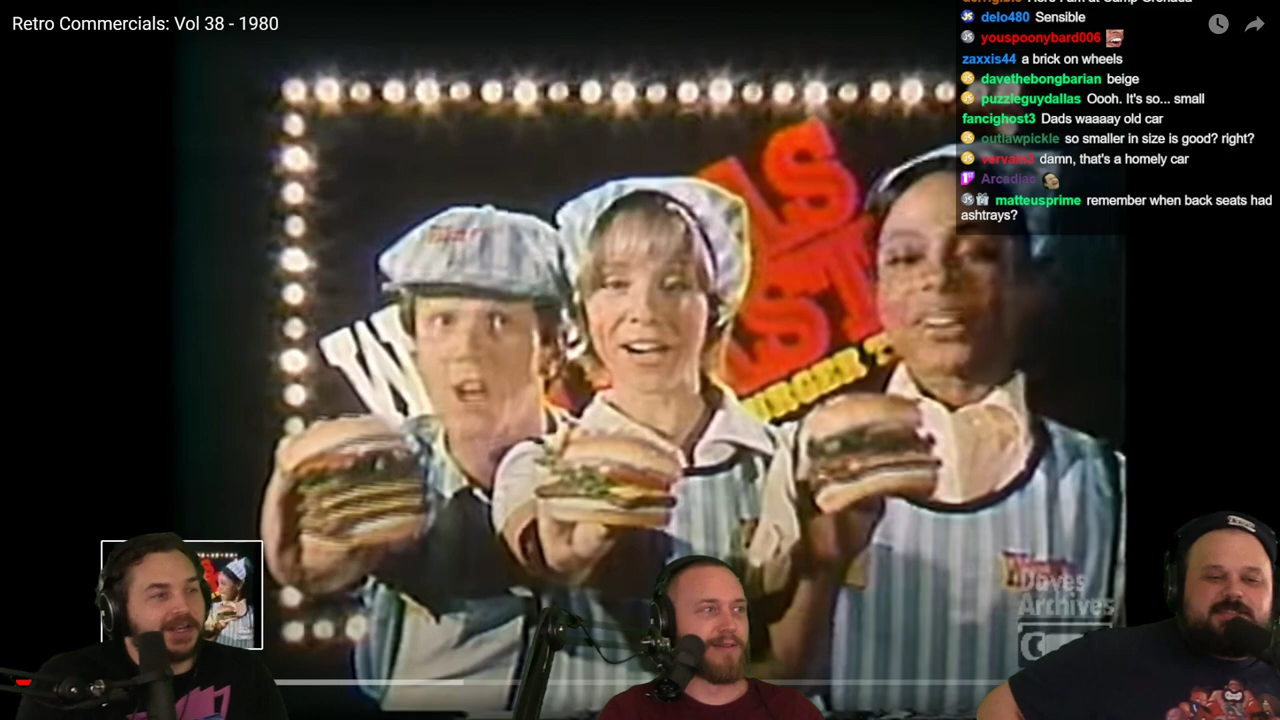 Retro Commercials: Vol 38 - 1980
delo480 Sensible
youspoonybard006
zaxxis44 a brick on wheels
davethebongbarian beige
puzzleguydallas Oooh. It's so... small
fancighost3 Dads waaaay old car
outlawpickle so smaller in size is good? right?
vervain3 damn, that's a homely car
Arcadiac
matteusprime remember when back seats had
ashtrays?
Daves
Archives